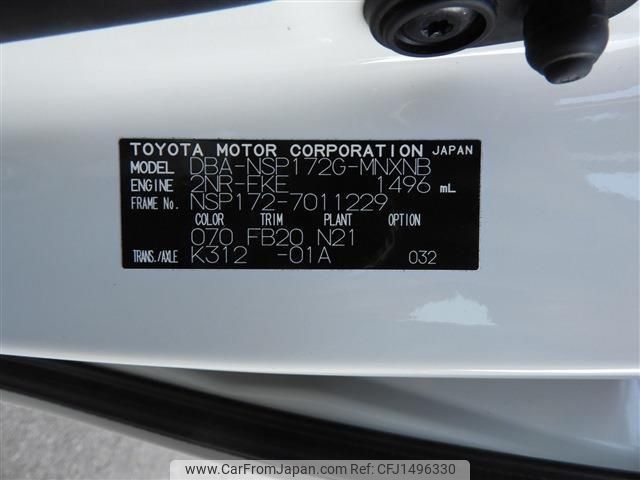 TOYOTA MOTOR CORPORATION JAPAN
MODEL DBA-NSP172G-MNXNB
ENGINE 2NR-FKE 1496 mL
FRAME No. NSP172-7011229
COLOR TRIM PLANT OPTION
070 FB20 N21
TRANS./AXLE K312 -01A 032
www.CarFromJapan.com - CFJ1496330